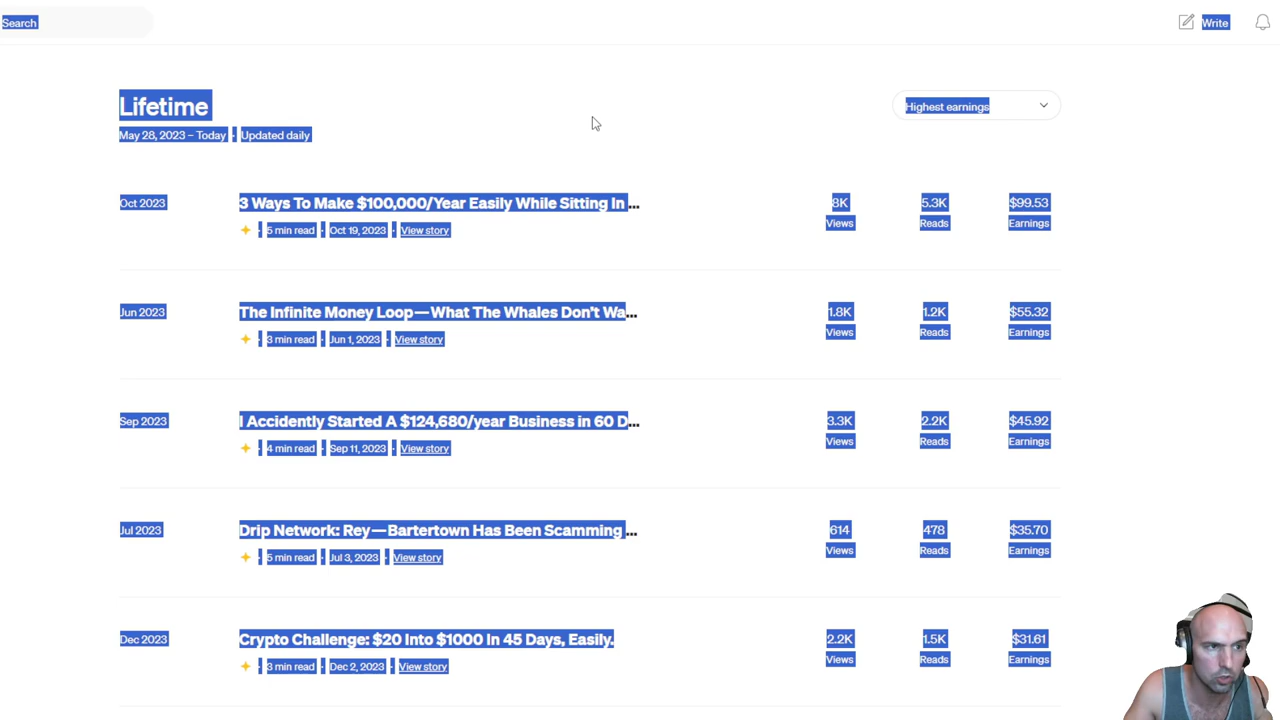 Search
Write
Lifetime
Highest earnings
May 28, 2023 – Today · Updated daily
Oct 2023
3 Ways To Make $100,000/Year Easily While Sitting In ...
8K
5.3K
$99.53
· 5 min read · Oct 19, 2023 · View story
Views
Reads
Earnings
Jun 2023
The Infinite Money Loop — What The Whales Don't Wa...
1.8K
1.2K
$55.32
· 3 min read · Jun 1, 2023 · View story
Views
Reads
Earnings
Sep 2023
I Accidently Started A $124,680/year Business in 60 D...
3.3K
2.2K
$45.92
· 4 min read · Sep 11, 2023 · View story
Views
Reads
Earnings
Jul 2023
Drip Network: Rey — Bartertown Has Been Scamming ...
614
478
$35.70
· 5 min read · Jul 3, 2023 · View story
Views
Reads
Earnings
Dec 2023
Crypto Challenge: $20 Into $1000 In 45 Days, Easily.
2.2K
1.5K
$31.61
· 3 min read · Dec 2, 2023 · View story
Views
Reads
Earnings